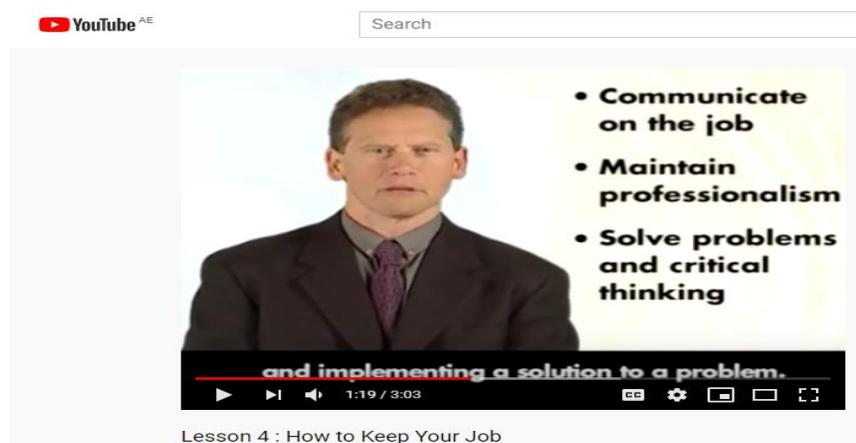 YouTube AE
Search
• Communicate
on the job
• Maintain
professionalism
• Solve problems
and critical
thinking
and implementing a solution to a problem.
1:19 / 3:03
CC
Lesson 4 : How to Keep Your Job